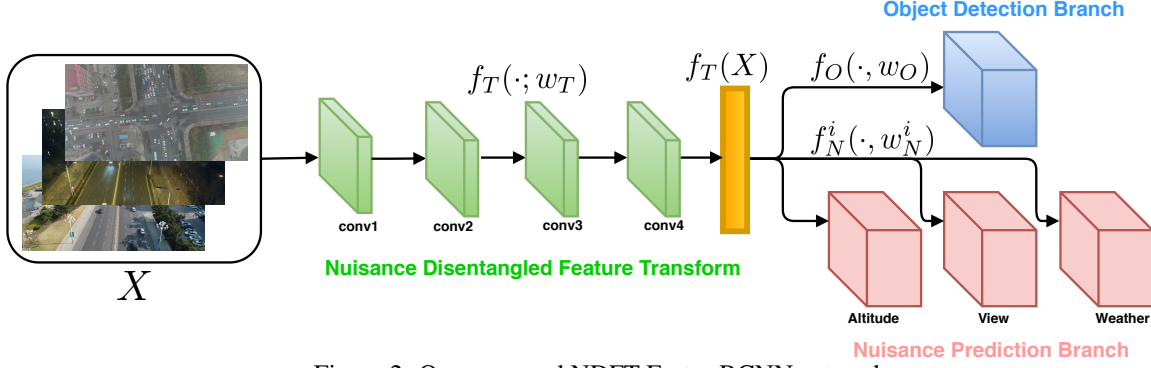 Object Detection Branch
f_T(·; w_T)
f_T(X)
f_O(·, w_O)
f_N^i(·, w_N^i)
conv1
conv2
conv3
conv4
Nuisance Disentangled Feature Transform
X
Altitude
View
Weather
Nuisance Prediction Branch